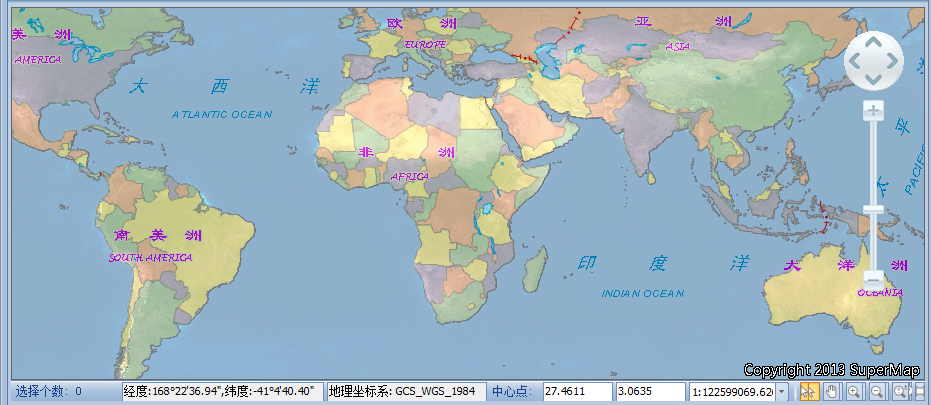 美 洲
AMERICA
欧 洲
EUROPE
亚 洲
ASIA
大 西 洋
ATLANTIC OCEAN
非 洲
AFRICA
平
太
PACIFIC
南 美 洲
SOUTH AMERICA
印 度 洋
INDIAN OCEAN
大 洋 洲
OCEANIA
Copyright 2013 SuperMap
选择个数: 0 经度:168°22'36.94",纬度:-41°4'40.40" 地理坐标系: GCS_WGS_1984 中心点: 27.4611 3.0635 1:122599069.62